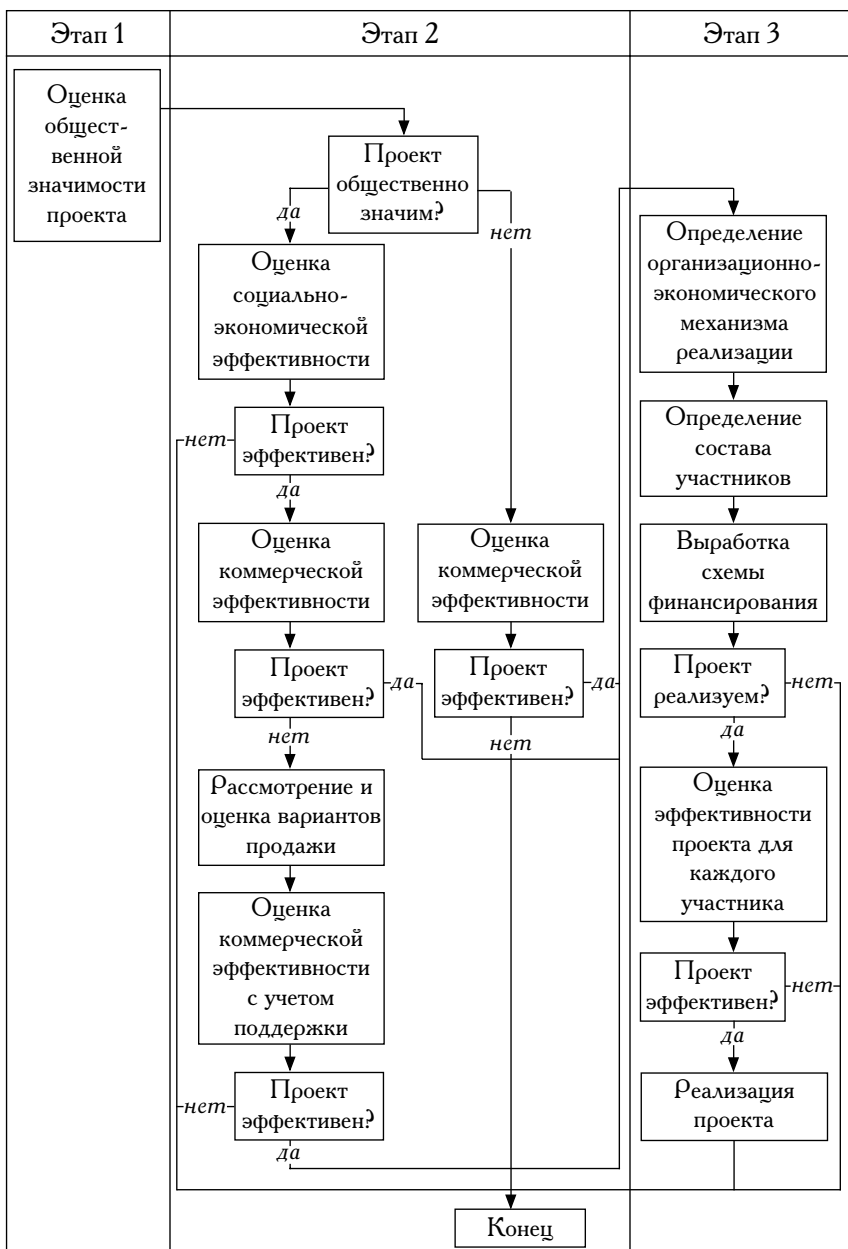 Этап 1
Этап 2
Этап 3
Оценка
общест-
венной
значимости
проекта
Проект
общественно
значим?
да
нет
Оценка
социально-
экономической
эффективности
Проект
эффективен?
нет
да
Оценка
коммерческой
эффективности
Проект
эффективен?
да
нет
Рассмотрение и
оценка вариантов
продажи
Оценка
коммерческой
эффективности
с учетом
поддержки
Проект
эффективен?
нет
да
Оценка
коммерческой
эффективности
Проект
эффективен?
да
нет
Конец
Определение
организационно-
экономического
механизма
реализации
Определение
состава
участников
Выработка
схемы
финансирования
Проект
реализуем?
нет
да
Оценка
эффективности
проекта для
каждого
участника
Проект
эффективен?
нет
да
Реализация
проекта